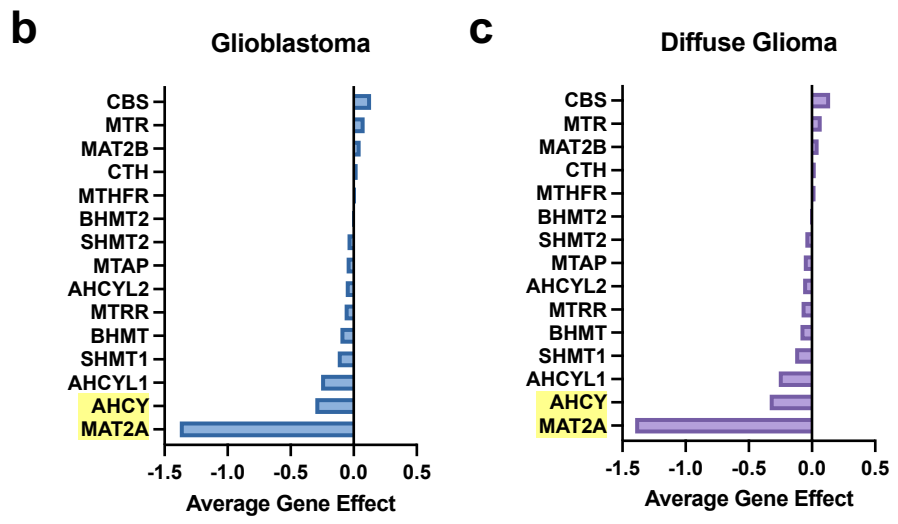 b
Glioblastoma
CBS
MTR
MAT2B
CTH
MTHFR
BHMT2
SHMT2
MTAP
AHCYL2
MTRR
BHMT
SHMT1
AHCYL1
AHCY
MAT2A
-1.5 -1.0 -0.5 0.0 0.5
Average Gene Effect
c
Diffuse Glioma
CBS
MTR
MAT2B
CTH
MTHFR
BHMT2
SHMT2
MTAP
AHCYL2
MTRR
BHMT
SHMT1
AHCYL1
AHCY
MAT2A
-1.5 -1.0 -0.5 0.0 0.5
Average Gene Effect